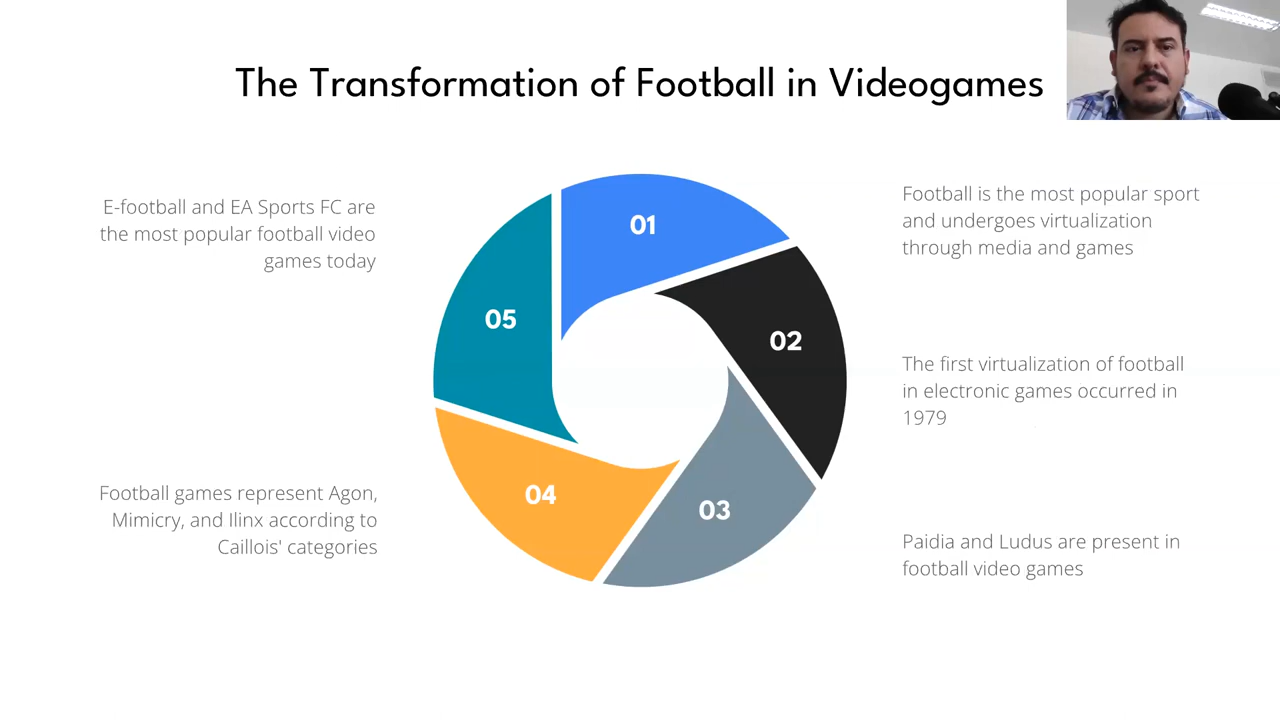 The Transformation of Football in Videogames
01
Football is the most popular sport
and undergoes virtualization
through media and games
02
The first virtualization of football
in electronic games occurred in
1979
03
Paidia and Ludus are present in
football video games
04
Football games represent Agon,
Mimicry, and Ilinx according to
Caillois' categories
05
E-football and EA Sports FC are
the most popular football video
games today